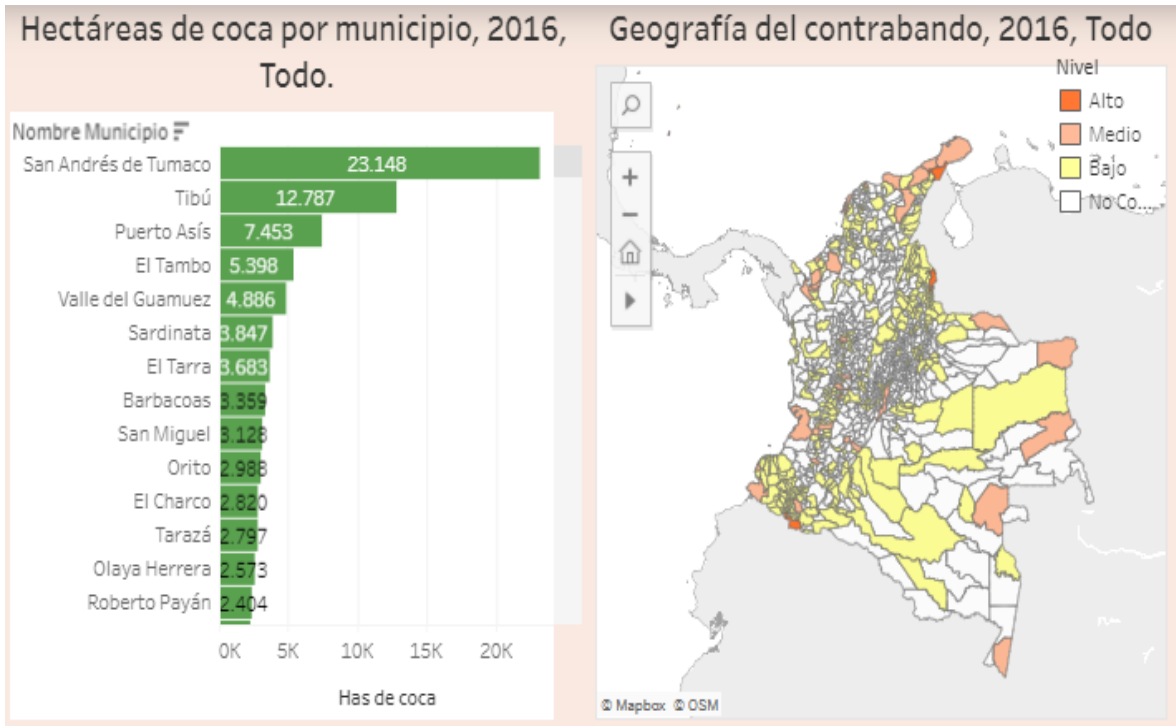 Hectáreas de coca por municipio, 2016,
Todo.
Nombre Municipio
San Andrés de Tumaco 23.148
Tibú 12.787
Puerto Asís 7.453
El Tambo 5.398
Valle del Guamuez 4.886
Sardinata 3.847
El Tarra 3.683
Barbacoas 3.359
San Miguel 3.128
Orito 2.988
El Charco 2.820
Tarazá 2.797
Olaya Herrera 2.573
Roberto Payán 2.404
0K 5K 10K 15K 20K
Has de coca
Geografía del contrabando, 2016, Todo
Nivel
Alto
Medio
Bajo
No Co...
© Mapbox © OSM